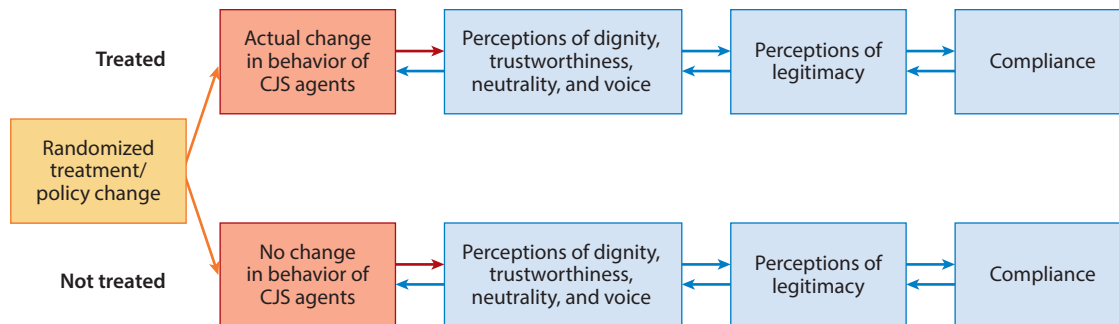 Treated
Actual change
in behavior of
CJS agents
Perceptions of dignity,
trustworthiness,
neutrality, and voice
Perceptions of
legitimacy
Compliance
Randomized
treatment/
policy change
Not treated
No change
in behavior of
CJS agents
Perceptions of dignity,
trustworthiness,
neutrality, and voice
Perceptions of
legitimacy
Compliance